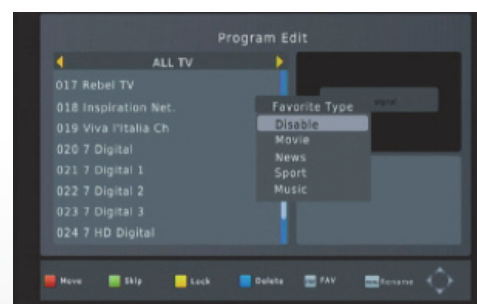 Program Edit
ALL TV
017 Rebel TV
018 Inspiration Net.
019 Viva l'Italia Ch
020 7 Digital
021 7 Digital 1
022 7 Digital 2
023 7 Digital 3
024 7 HD Digital
Favorite Type
Disable
Movie
News
Sport
Music
Move
Skip
Lock
Delete
FAV
Rename